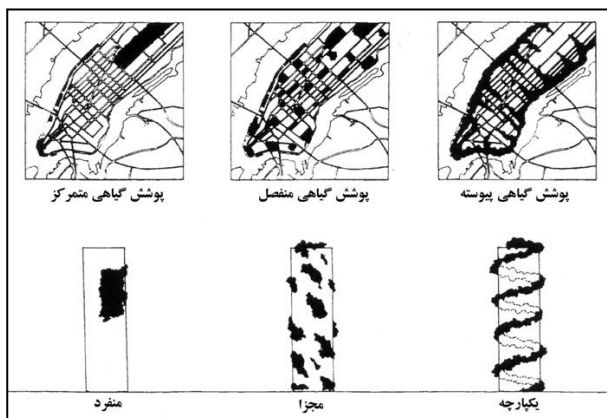 پوشش گیاهی پیوسته
پوشش گیاهی منفصل
پوشش گیاهی متمرکز
یکپارچه
مجزا
منفرد